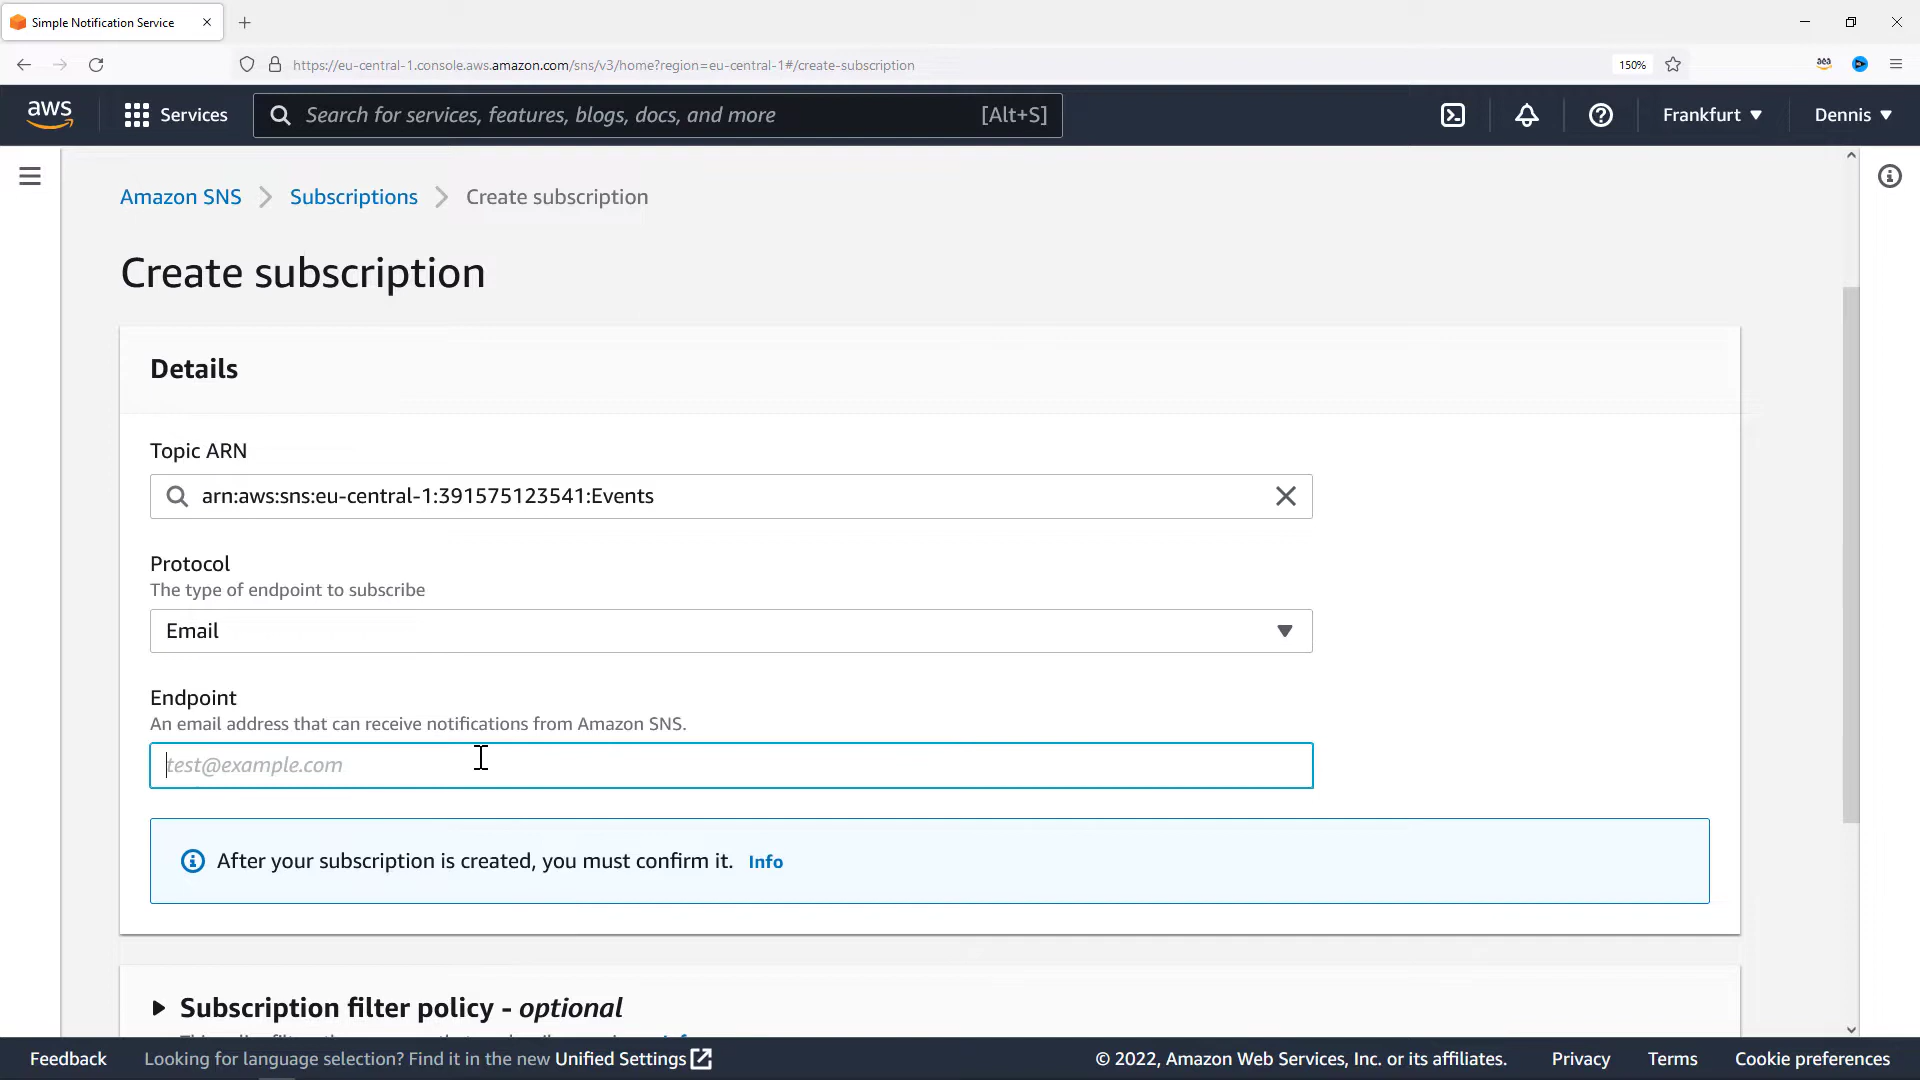 Simple Notification Service
https://eu-central-1.console.aws.amazon.com/sns/v3/home?region=eu-central-1#/create-subscription
150%
aws
Services
Search for services, features, blogs, docs, and more
[Alt+S]
Frankfurt
Dennis
Amazon SNS
Subscriptions
Create subscription
Create subscription
Details
Topic ARN
arn:aws:sns:eu-central-1:391575123541:Events
Protocol
The type of endpoint to subscribe
Email
Endpoint
An email address that can receive notifications from Amazon SNS.
test@example.com
After your subscription is created, you must confirm it. Info
Subscription filter policy - optional
Feedback
Looking for language selection? Find it in the new Unified Settings
© 2022, Amazon Web Services, Inc. or its affiliates.
Privacy
Terms
Cookie preferences